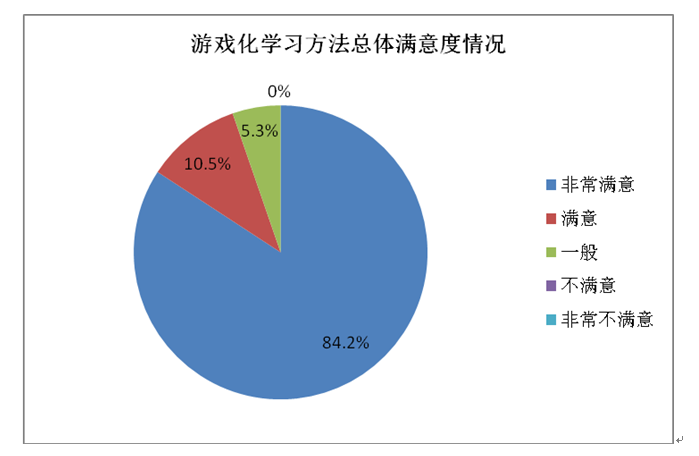 游戏化学习方法总体满意度情况
0%
5.3%
10.5%
84.2%
非常满意
满意
一般
不满意
非常不满意